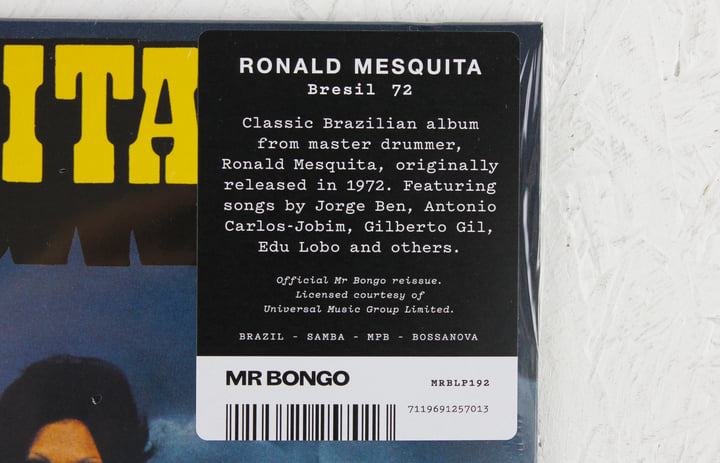 ITA
RONALD MESQUITA
Bresil 72
Classic Brazilian album
from master drummer,
Ronald Mesquita, originally
released in 1972. Featuring
songs by Jorge Ben, Antonio
Carlos-Jobim, Gilberto Gil,
Edu Lobo and others.
Official Mr Bongo reissue.
Licensed courtesy of
Universal Music Group Limited.
BRAZIL - SAMBA - MPB - BOSSANOVA
MR BONGO
MRBLP192
7119691257013